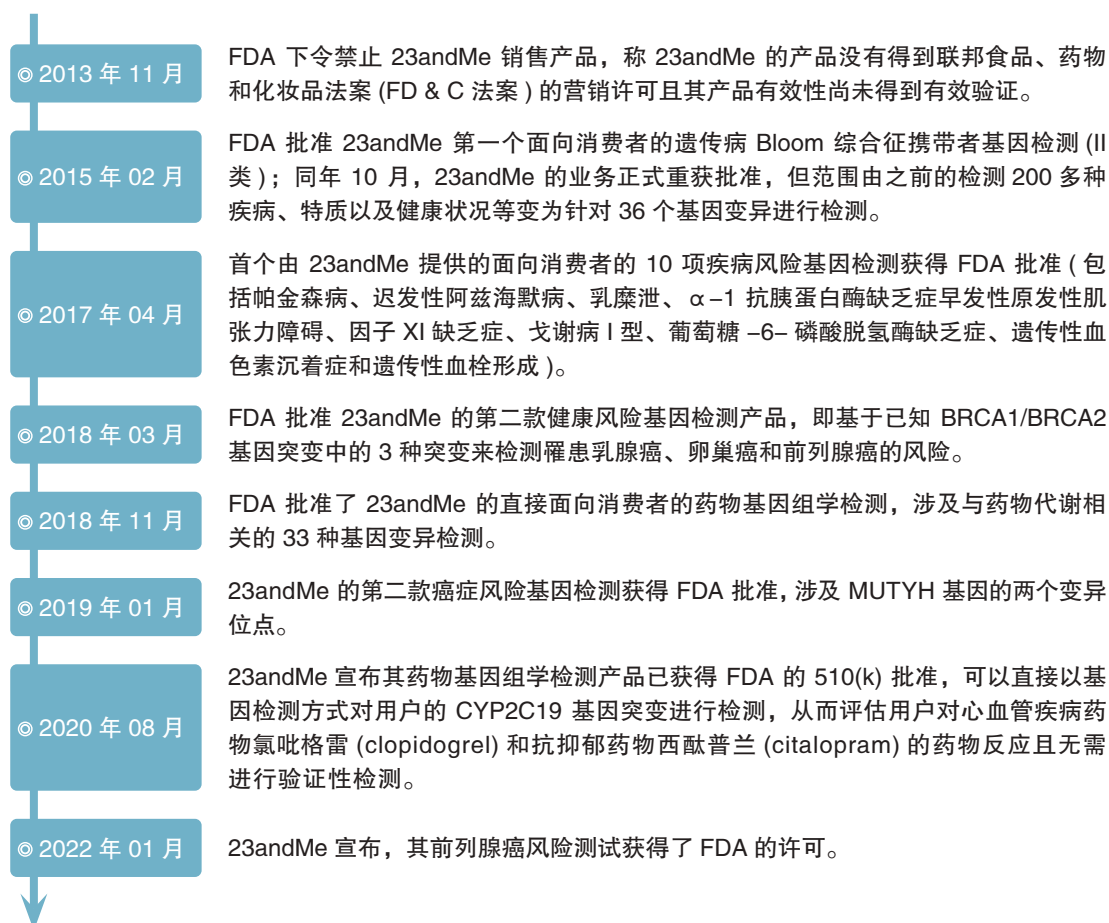 ◎ 2013 年 11 月
FDA 下令禁止 23andMe 销售产品，称 23andMe 的产品没有得到联邦食品、药物
和化妆品法案 (FD & C 法案 ) 的营销许可且其产品有效性尚未得到有效验证。
◎ 2015 年 02 月
FDA 批准 23andMe 第一个面向消费者的遗传病 Bloom 综合征携带者基因检测 (II
类 )；同年 10 月，23andMe 的业务正式重获批准，但范围由之前的检测 200 多种
疾病、特质以及健康状况等变为针对 36 个基因变异进行检测。
◎ 2017 年 04 月
首个由 23andMe 提供的面向消费者的 10 项疾病风险基因检测获得 FDA 批准 ( 包
括帕金森病、迟发性阿兹海默病、乳糜泄、α–1 抗胰蛋白酶缺乏症早发性原发性肌
张力障碍、因子 XI 缺乏症、戈谢病 I 型、葡萄糖 –6– 磷酸脱氢酶缺乏症、遗传性血
色素沉着症和遗传性血栓形成 )。
◎ 2018 年 03 月
FDA 批准 23andMe 的第二款健康风险基因检测产品，即基于已知 BRCA1/BRCA2
基因突变中的 3 种突变来检测罹患乳腺癌、卵巢癌和前列腺癌的风险。
◎ 2018 年 11 月
FDA 批准了 23andMe 的直接面向消费者的药物基因组学检测，涉及与药物代谢相
关的 33 种基因变异检测。
◎ 2019 年 01 月
23andMe 的第二款癌症风险基因检测获得 FDA 批准，涉及 MUTYH 基因的两个变异
位点。
◎ 2020 年 08 月
23andMe 宣布其药物基因组学检测产品已获得 FDA 的 510(k) 批准，可以直接以基
因检测方式对用户的 CYP2C19 基因突变进行检测，从而评估用户对心血管疾病药
物氯吡格雷 (clopidogrel) 和抗抑郁药物西酞普兰 (citalopram) 的药物反应且无需
进行验证性检测。
◎ 2022 年 01 月
23andMe 宣布，其前列腺癌风险测试获得了 FDA 的许可。